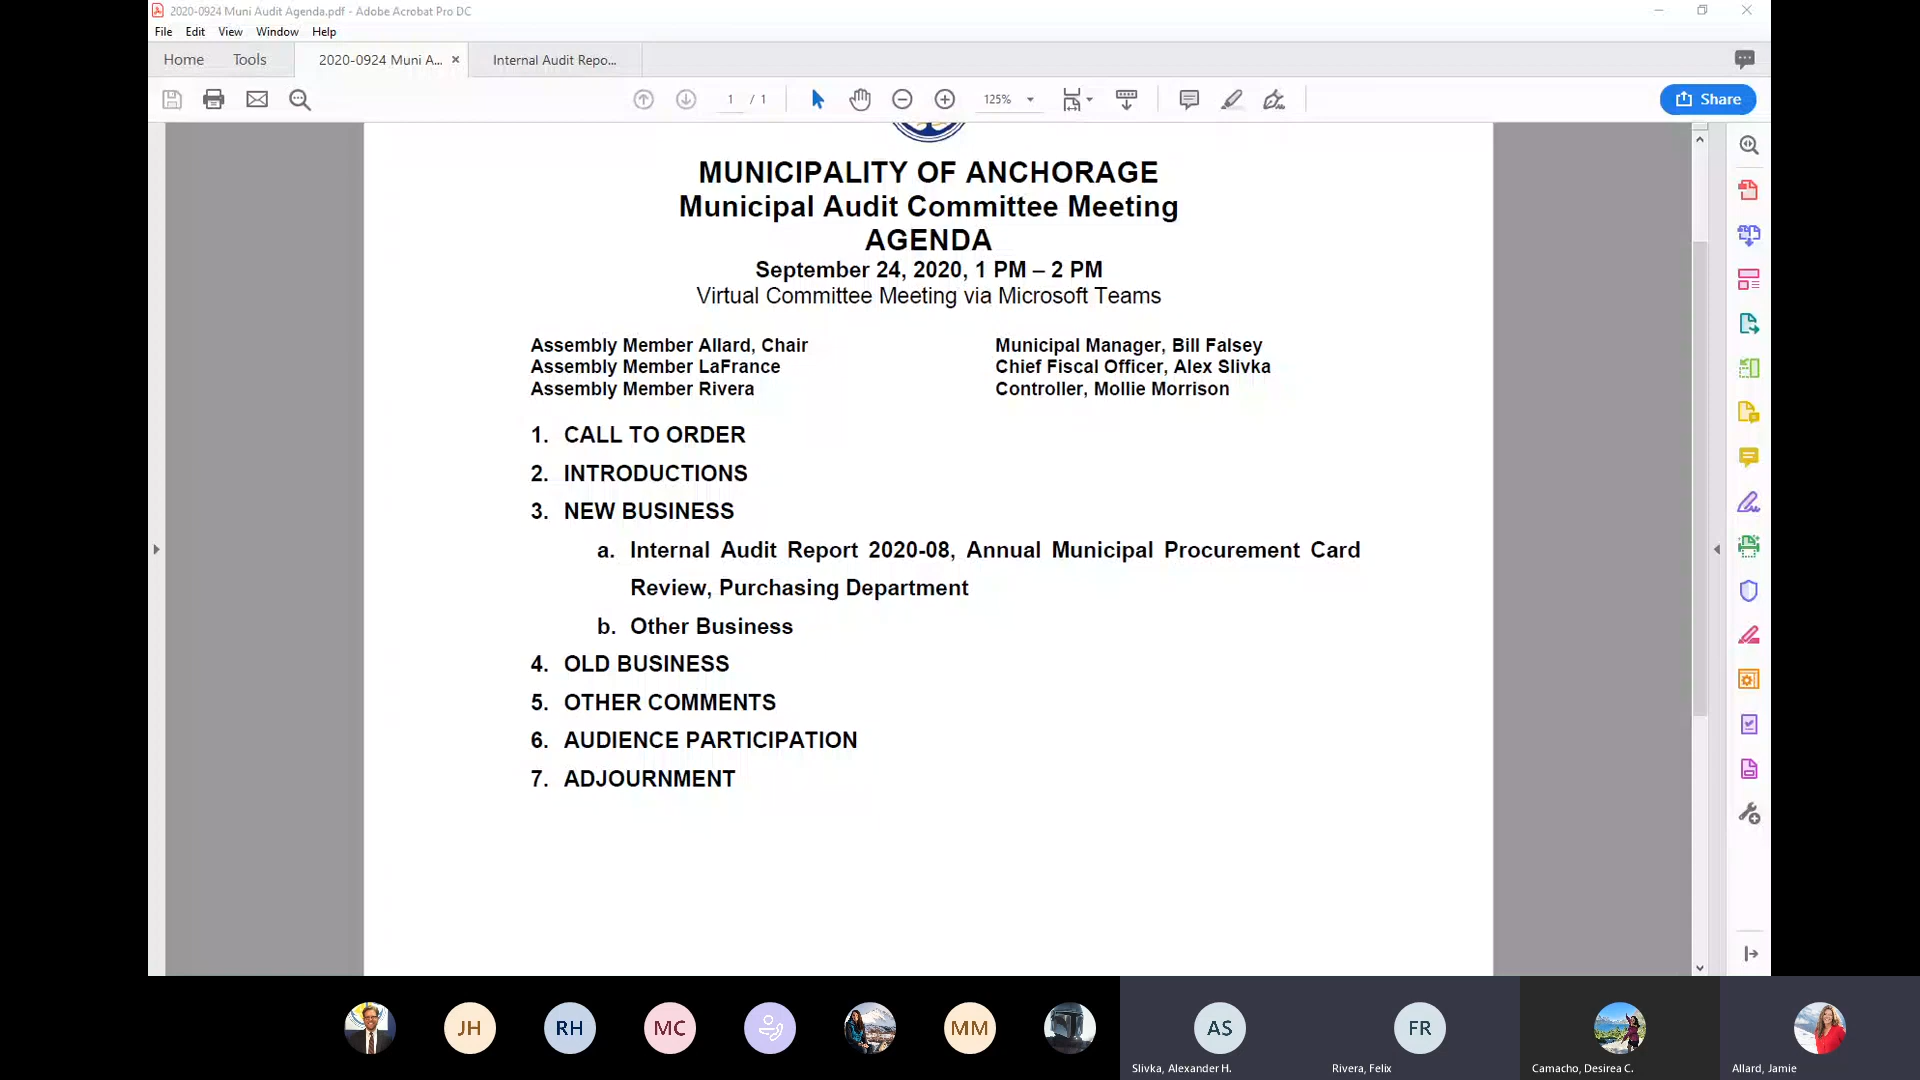 2020-0924 Muni Audit Agenda.pdf - Adobe Acrobat Pro DC
File Edit View Window Help
Home Tools 2020-0924 Muni A... × Internal Audit Repo...
1 / 1 125% Share
MUNICIPALITY OF ANCHORAGE
Municipal Audit Committee Meeting
AGENDA
September 24, 2020, 1 PM – 2 PM
Virtual Committee Meeting via Microsoft Teams
Assembly Member Allard, Chair Municipal Manager, Bill Falsey
Assembly Member LaFrance Chief Fiscal Officer, Alex Slivka
Assembly Member Rivera Controller, Mollie Morrison
1. CALL TO ORDER
2. INTRODUCTIONS
3. NEW BUSINESS
a. Internal Audit Report 2020-08, Annual Municipal Procurement Card
Review, Purchasing Department
b. Other Business
4. OLD BUSINESS
5. OTHER COMMENTS
6. AUDIENCE PARTICIPATION
7. ADJOURNMENT
JH RH MC MM AS FR
Slivka, Alexander H. Rivera, Felix Camacho, Desirea C. Allard, Jamie